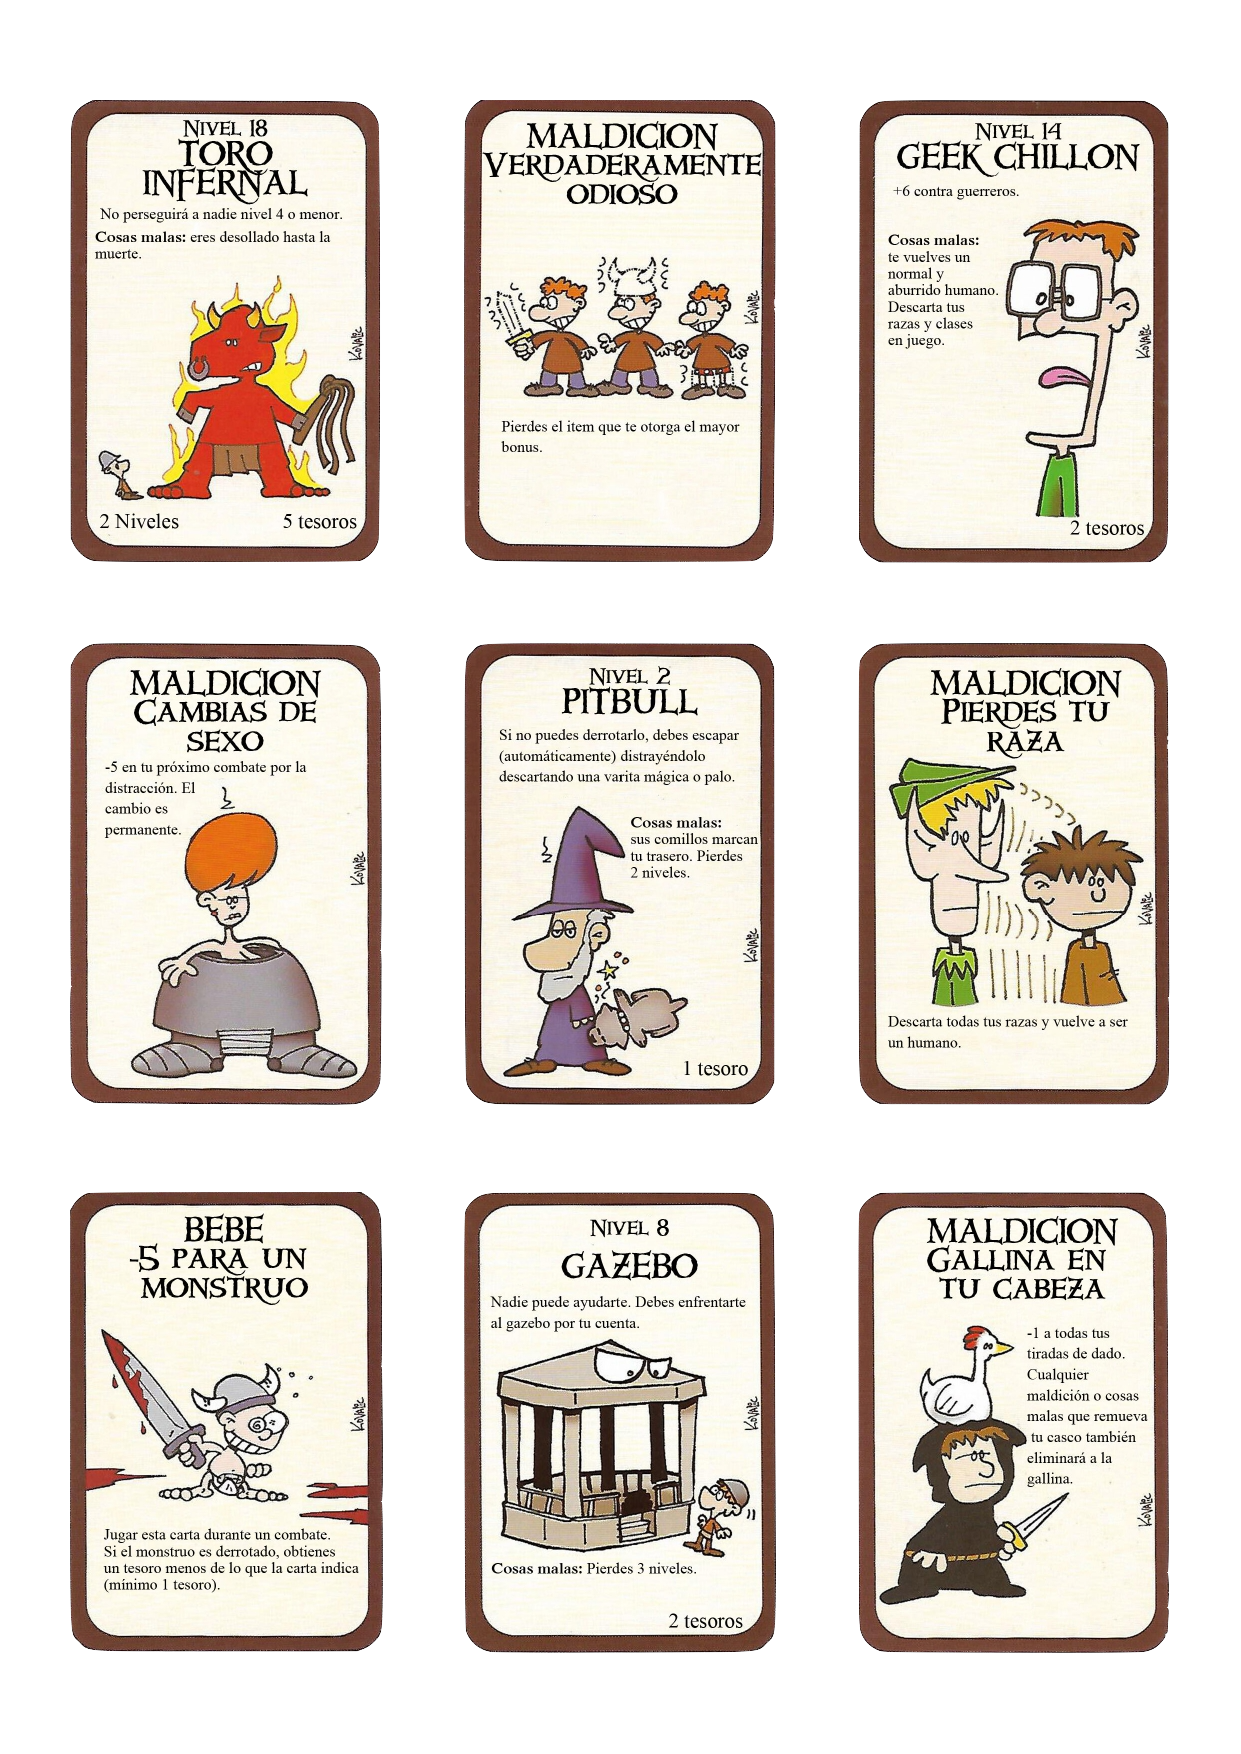 NIVEL 18
TORO
INFERNAL
No perseguirá a nadie nivel 4 o menor.
Cosas malas: eres desollado hasta la
muerte.
KOVALIC
2 Niveles
5 tesoros
MALDICION
VERDADERAMENTE
ODIOSO
KOVALIC
Pierdes el item que te otorga el mayor
bonus.
NIVEL 14
GEEK CHILLON
+6 contra guerreros.
Cosas malas:
te vuelves un
normal y
aburrido humano.
Descarta tus
razas y clases
en juego.
KOVALIC
2 tesoros
MALDICION
CAMBIAS DE
SEXO
-5 en tu próximo combate por la
distracción. El
cambio es
permanente.
KOVALIC
NIVEL 2
PITBULL
Si no puedes derrotarlo, debes escapar
(automáticamente) distrayéndolo
descartando una varita mágica o palo.
Cosas malas:
sus comillos marcan
tu trasero. Pierdes
2 niveles.
KOVALIC
1 tesoro
MALDICION
PIERDES TU
RAZA
KOVALIC
Descarta todas tus razas y vuelve a ser
un humano.
BEBE
-5 PARA UN
MONSTRUO
KOVALIC
Jugar esta carta durante un combate.
Si el monstruo es derrotado, obtienes
un tesoro menos de lo que la carta indica
(mínimo 1 tesoro).
NIVEL 8
GAZEBO
Nadie puede ayudarte. Debes enfrentarte
al gazebo por tu cuenta.
KOVALIC
Cosas malas: Pierdes 3 niveles.
2 tesoros
MALDICION
GALLINA EN
TU CABEZA
-1 a todas tus
tiradas de dado.
Cualquier
maldición o cosas
malas que remueva
tu casco también
eliminará a la
gallina.
KOVALIC